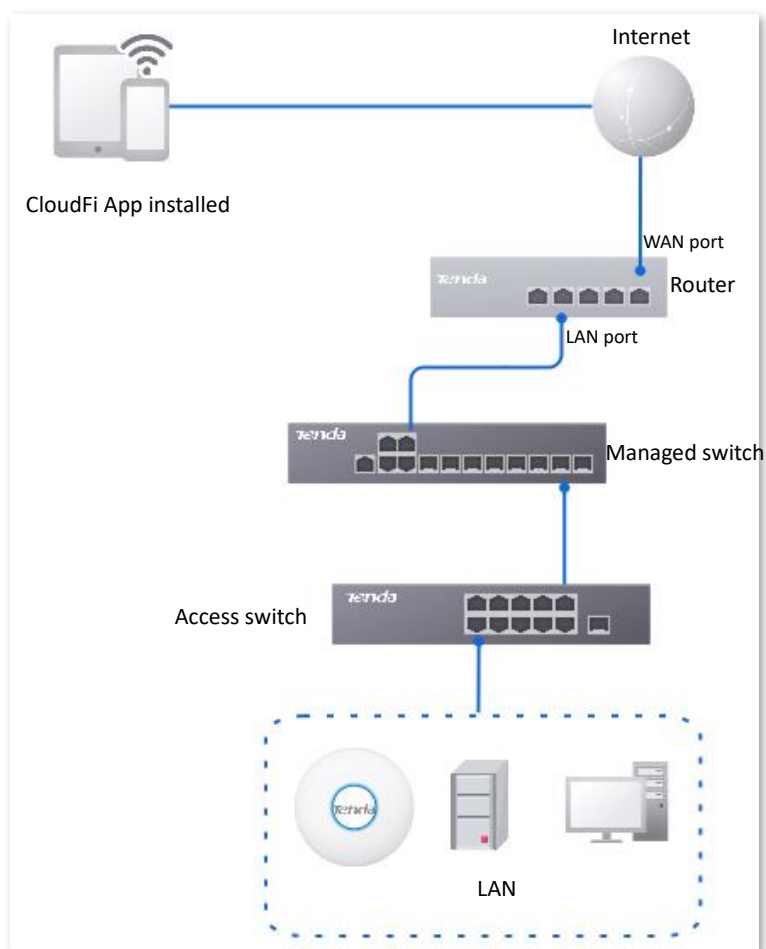 Internet
CloudFi App installed
WAN port
Tenda
Router
LAN port
Tenda
Managed switch
Tenda
Access switch
Tenda
LAN